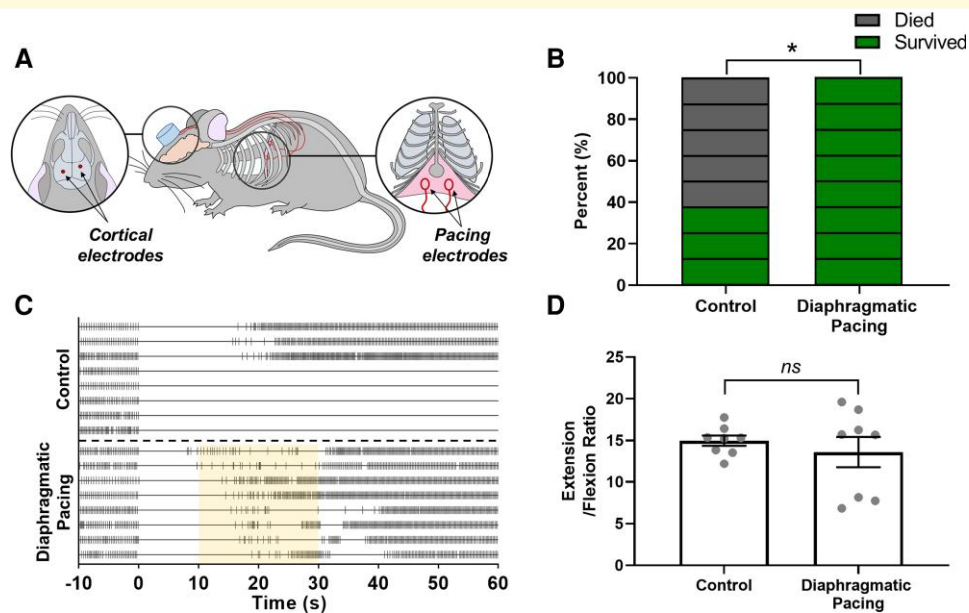 Died
Survived
A
Cortical
electrodes
Pacing
electrodes
B
*
100
80
60
40
20
0
Percent (%)
Control
Diaphragmatic
Pacing
C
Control
Diaphragmatic
Pacing
-10
0
10
20
30
40
50
60
Time (s)
D
ns
25
20
15
10
5
0
Extension
/Flexion Ratio
Control
Diaphragmatic
Pacing